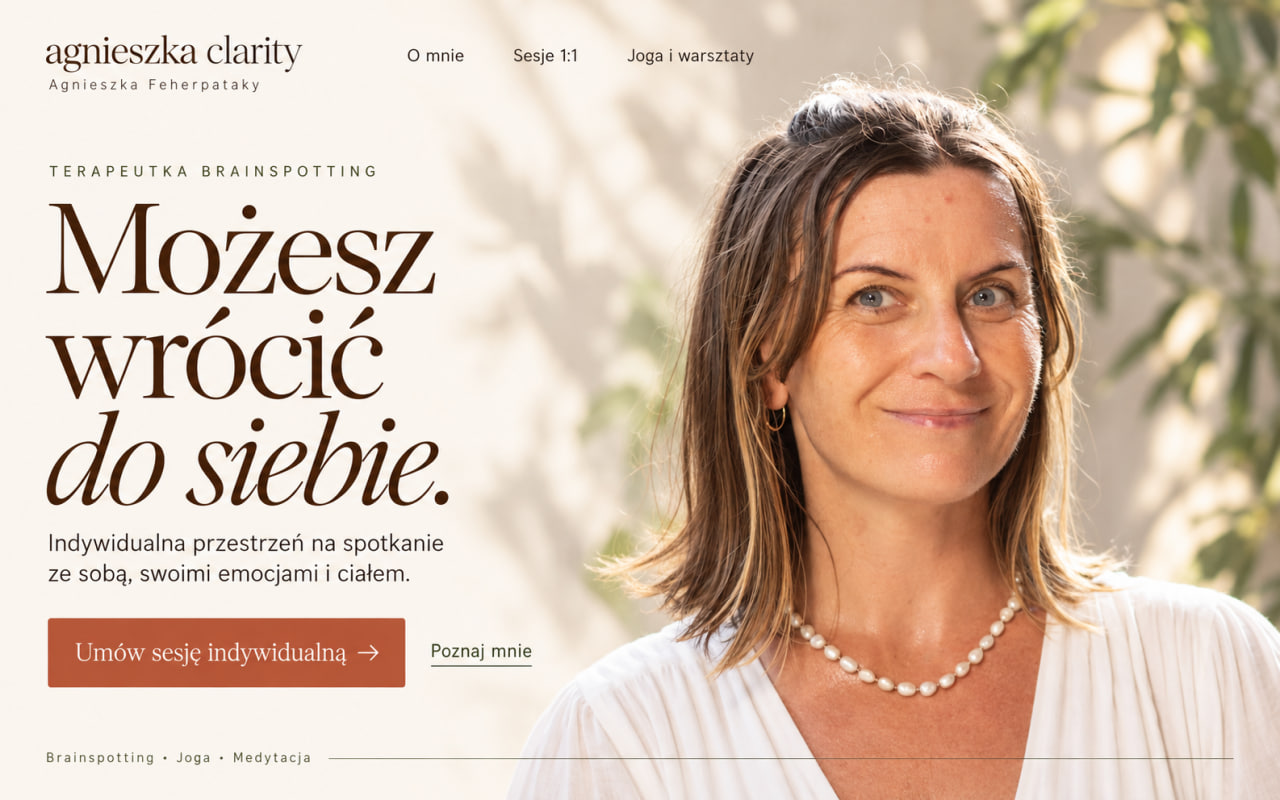 agnieszka clarity
Agnieszka Feherpataky
O mnie
Sesje 1:1
Joga i warsztaty
TERAPEUTKA BRAINSPOTTING
Możesz
wrócić
do siebie.
Indywidualna przestrzeń na spotkanie
ze sobą, swoimi emocjami i ciałem.
Umów sesję indywidualną →
Poznaj mnie
Brainspotting • Joga • Medytacja